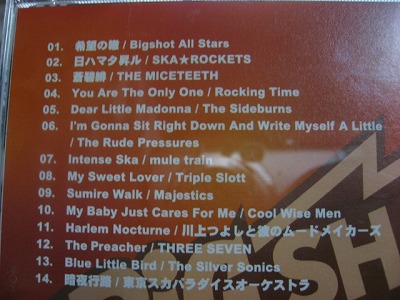 01. 希望の轍 / Bigshot All Stars
02. 日ハマタ昇ル / SKA★ROCKETS
03. 蒼碧緋 / THE MICETEETH
04. You Are The Only One / Rocking Time
05. Dear Little Madonna / The Sideburns
06. I'm Gonna Sit Right Down And Write Myself A Little
/ The Rude Pressures
07. Intense Ska / mule train
08. My Sweet Lover / Triple Slott
09. Sumire Walk / Majestics
10. My Baby Just Cares For Me / Cool Wise Men
11. Harlem Nocturne / 川上つよしと彼のムードメイカーズ
12. The Preacher / THREE SEVEN
13. Blue Little Bird / The Silver Sonics
14. 暗夜行路 / 東京スカパラダイスオーケストラ